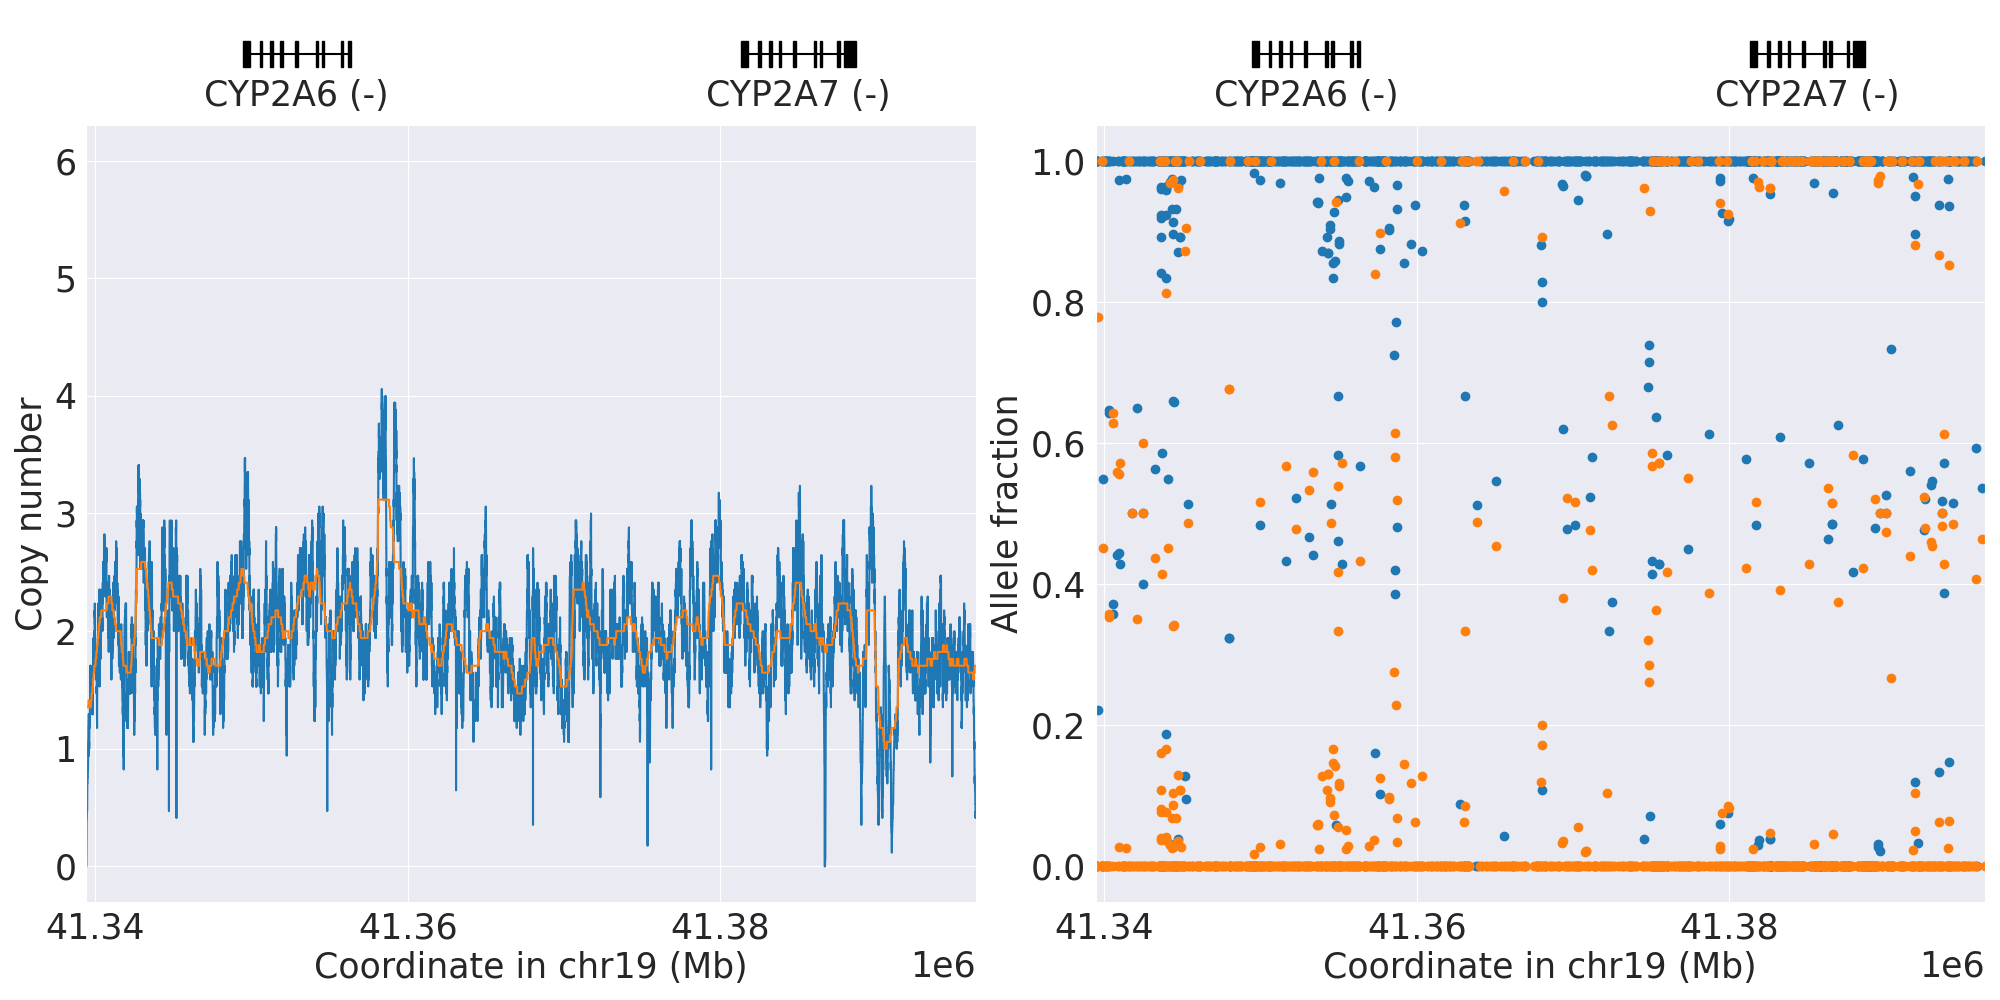 CYP2A6 (-)
CYP2A7 (-)
Copy number
6
5
4
3
2
1
0
41.34
41.36
41.38
Coordinate in chr19 (Mb)
1e6
CYP2A6 (-)
CYP2A7 (-)
Allele fraction
1.0
0.8
0.6
0.4
0.2
0.0
41.34
41.36
41.38
Coordinate in chr19 (Mb)
1e6